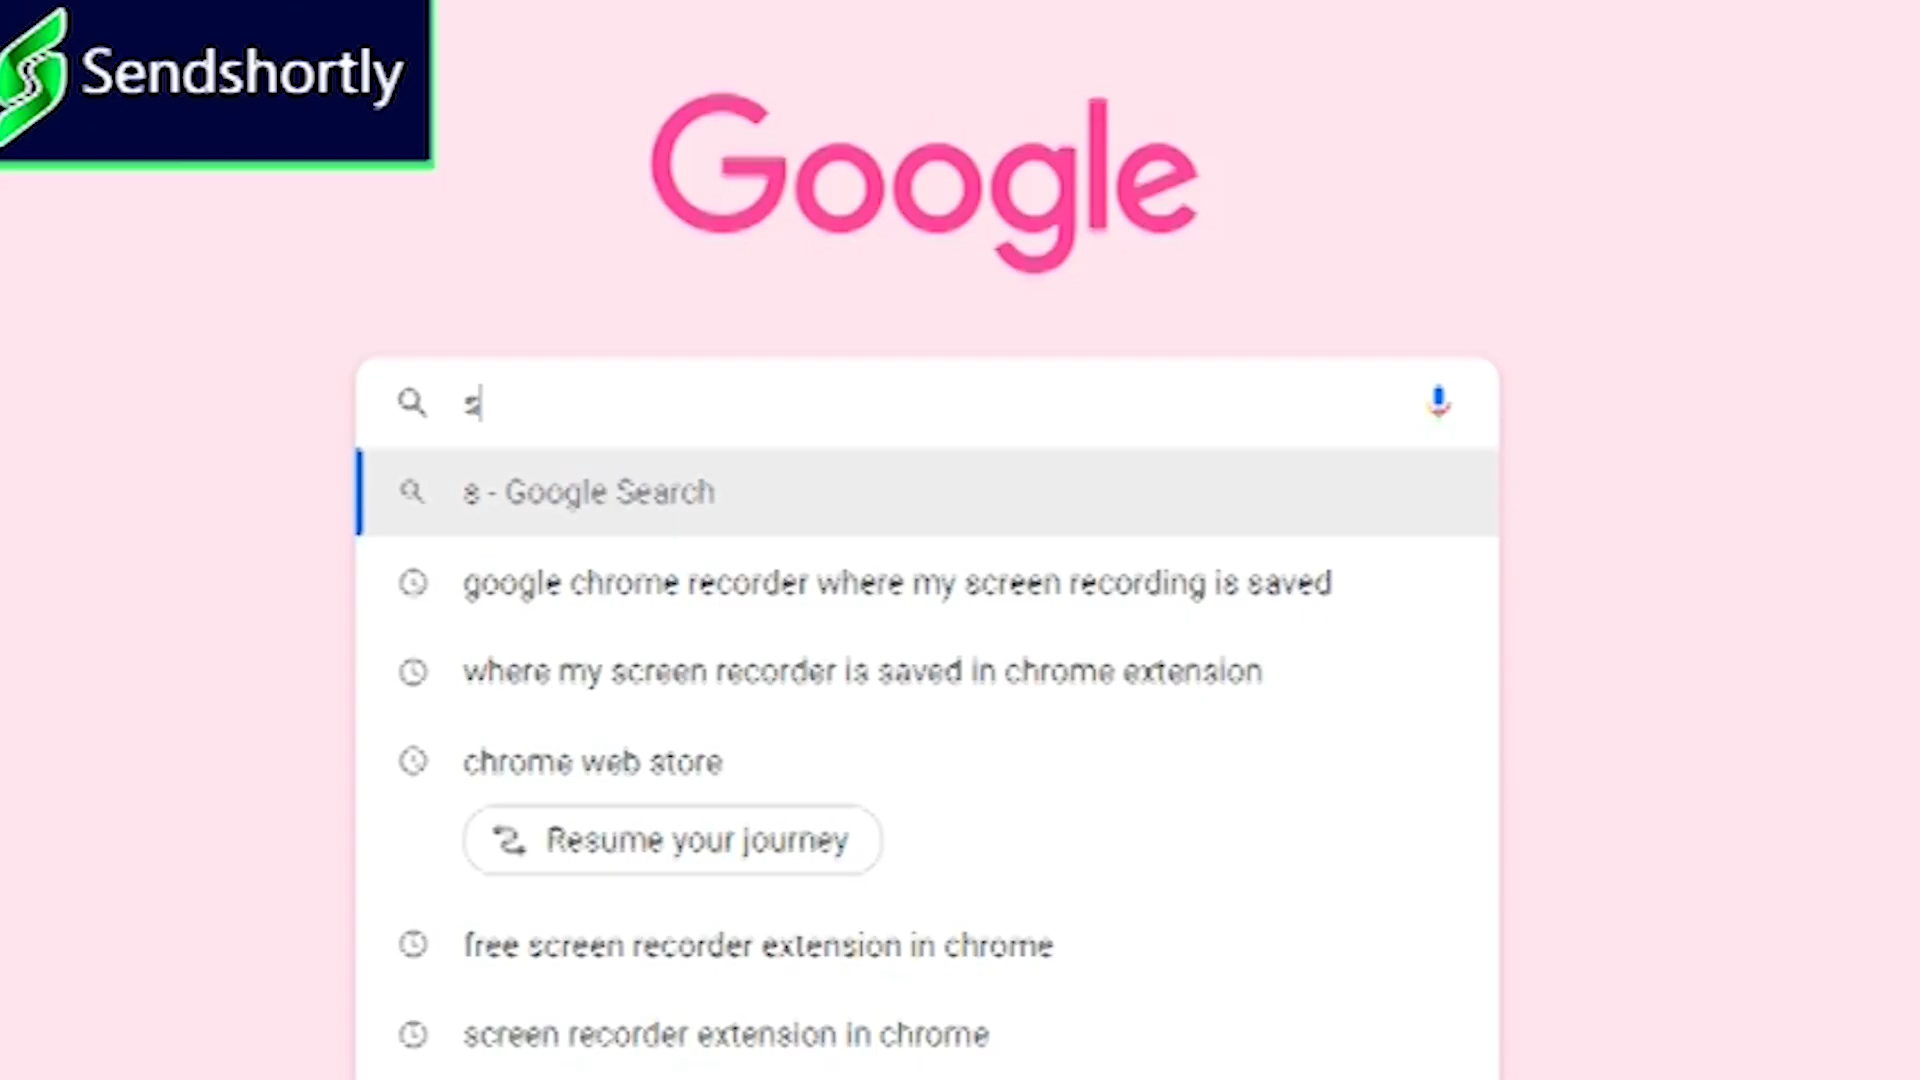 Sendshortly
Google
s
s - Google Search
google chrome recorder where my screen recording is saved
where my screen recorder is saved in chrome extension
chrome web store
Resume your journey
free screen recorder extension in chrome
screen recorder extension in chrome